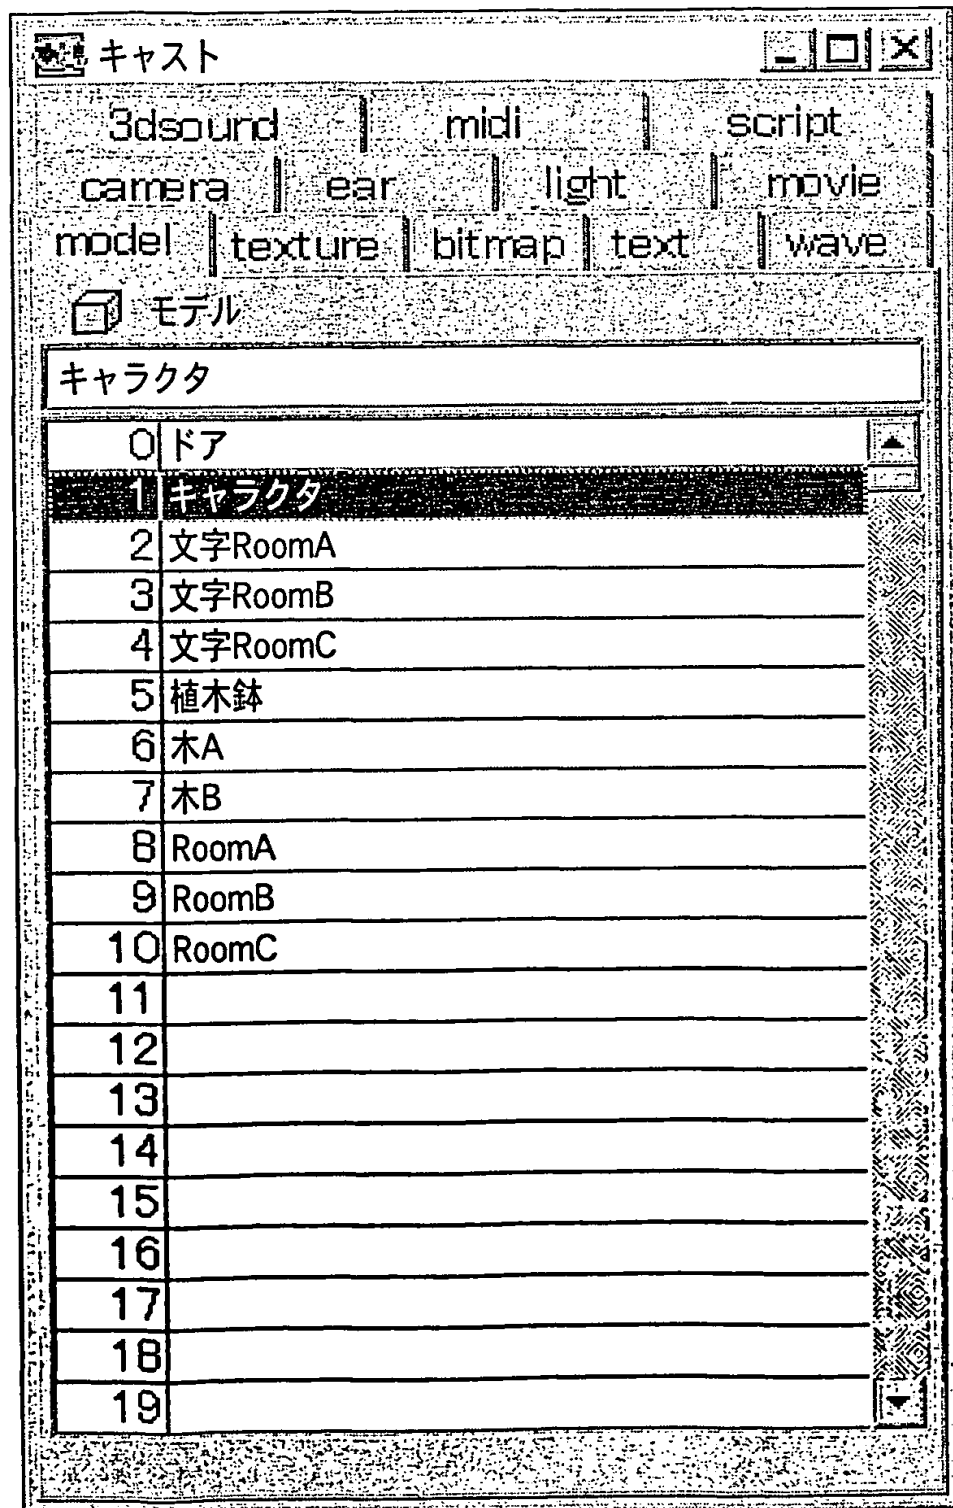 キャスト
3dsound midi script
camera ear light movie
model texture bitmap text wave
モデル
キャラクタ
0 ドア
1 キャラクタ
2 文字RoomA
3 文字RoomB
4 文字RoomC
5 植木鉢
6 木A
7 木B
8 RoomA
9 RoomB
10 RoomC
11
12
13
14
15
16
17
18
19